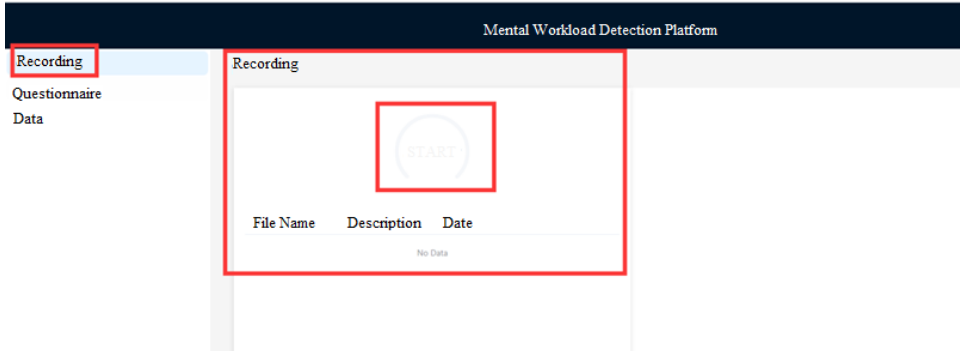 Mental Workload Detection Platform
Recording
Questionnaire
Data
Recording
START
File Name Description Date
No Data